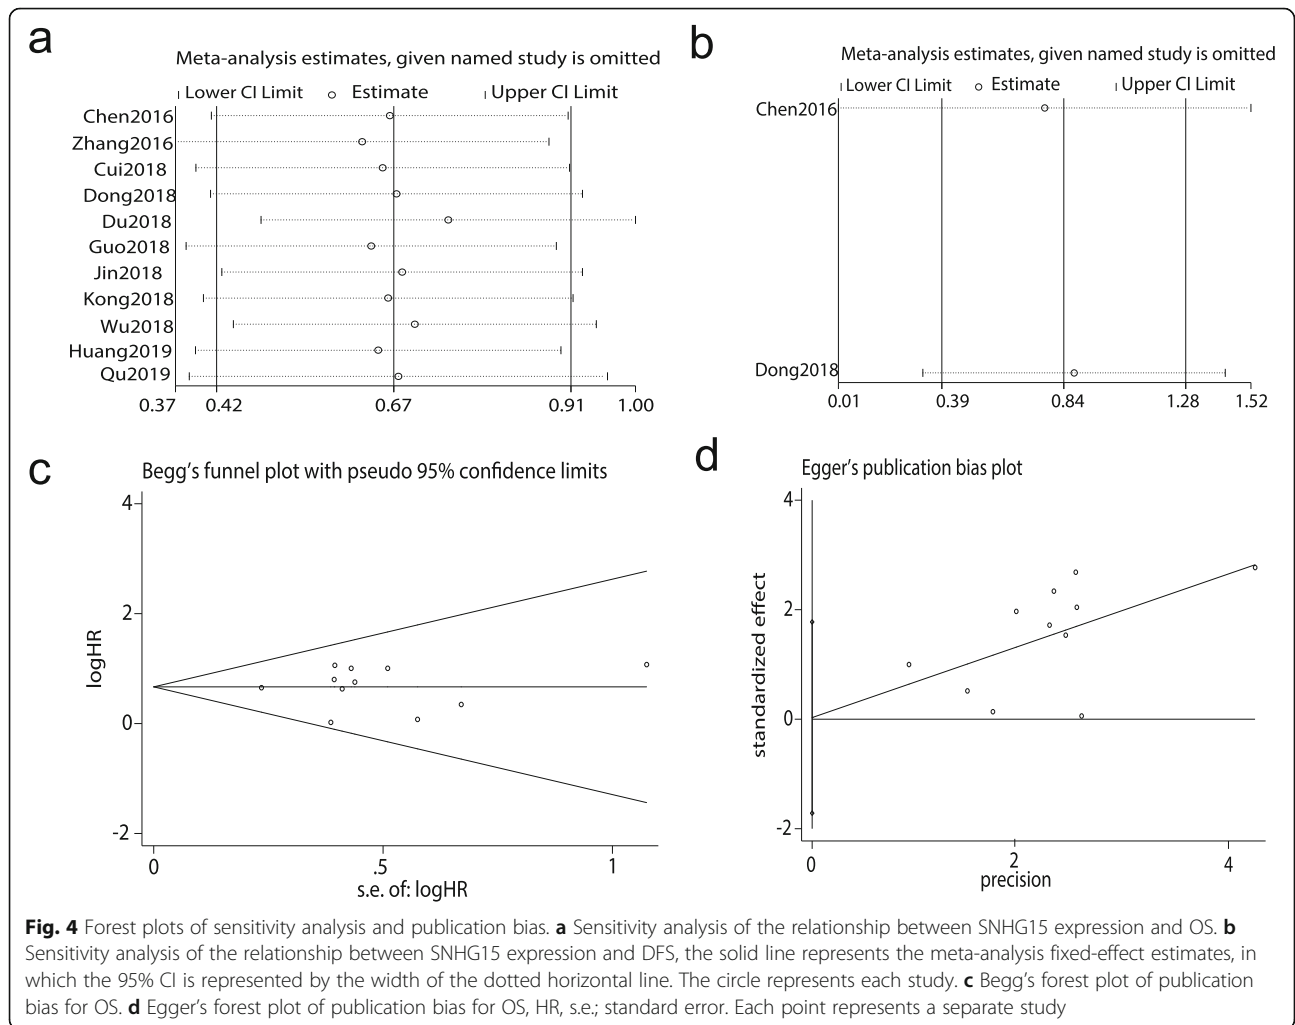 a
Meta-analysis estimates, given named study is omitted
Lower CI Limit Estimate Upper CI Limit
Chen2016
Zhang2016
Cui2018
Dong2018
Du2018
Guo2018
Jin2018
Kong2018
Wu2018
Huang2019
Qu2019
0.37 0.42 0.67 0.91 1.00
b
Meta-analysis estimates, given named study is omitted
Lower CI Limit Estimate Upper CI Limit
Chen2016
Dong2018
0.01 0.39 0.84 1.28 1.52
c
Begg's funnel plot with pseudo 95% confidence limits
4
2
0
-2
logHR
0 .5 1
s.e. of: logHR
d
Egger's publication bias plot
4
2
0
-2
standardized effect
0 2 4
precision
Fig. 4 Forest plots of sensitivity analysis and publication bias. a Sensitivity analysis of the relationship between SNHG15 expression and OS. b
Sensitivity analysis of the relationship between SNHG15 expression and DFS, the solid line represents the meta-analysis fixed-effect estimates, in
which the 95% CI is represented by the width of the dotted horizontal line. The circle represents each study. c Begg's forest plot of publication
bias for OS. d Egger's forest plot of publication bias for OS, HR, s.e.; standard error. Each point represents a separate study